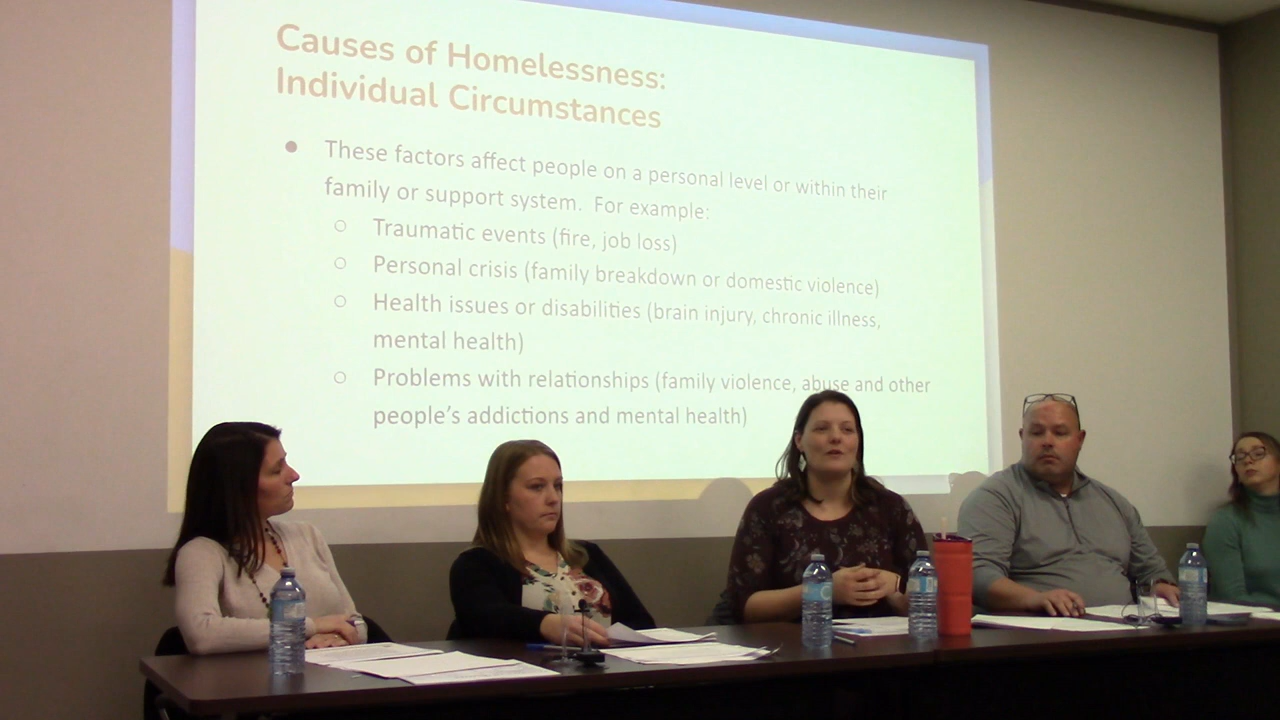 Causes of Homelessness:
Individual Circumstances
● These factors affect people on a personal level or within their
family or support system.  For example:
○ Traumatic events (fire, job loss)
○ Personal crisis (family breakdown or domestic violence)
○ Health issues or disabilities (brain injury, chronic illness,
mental health)
○ Problems with relationships (family violence, abuse and other
people's addictions and mental health)